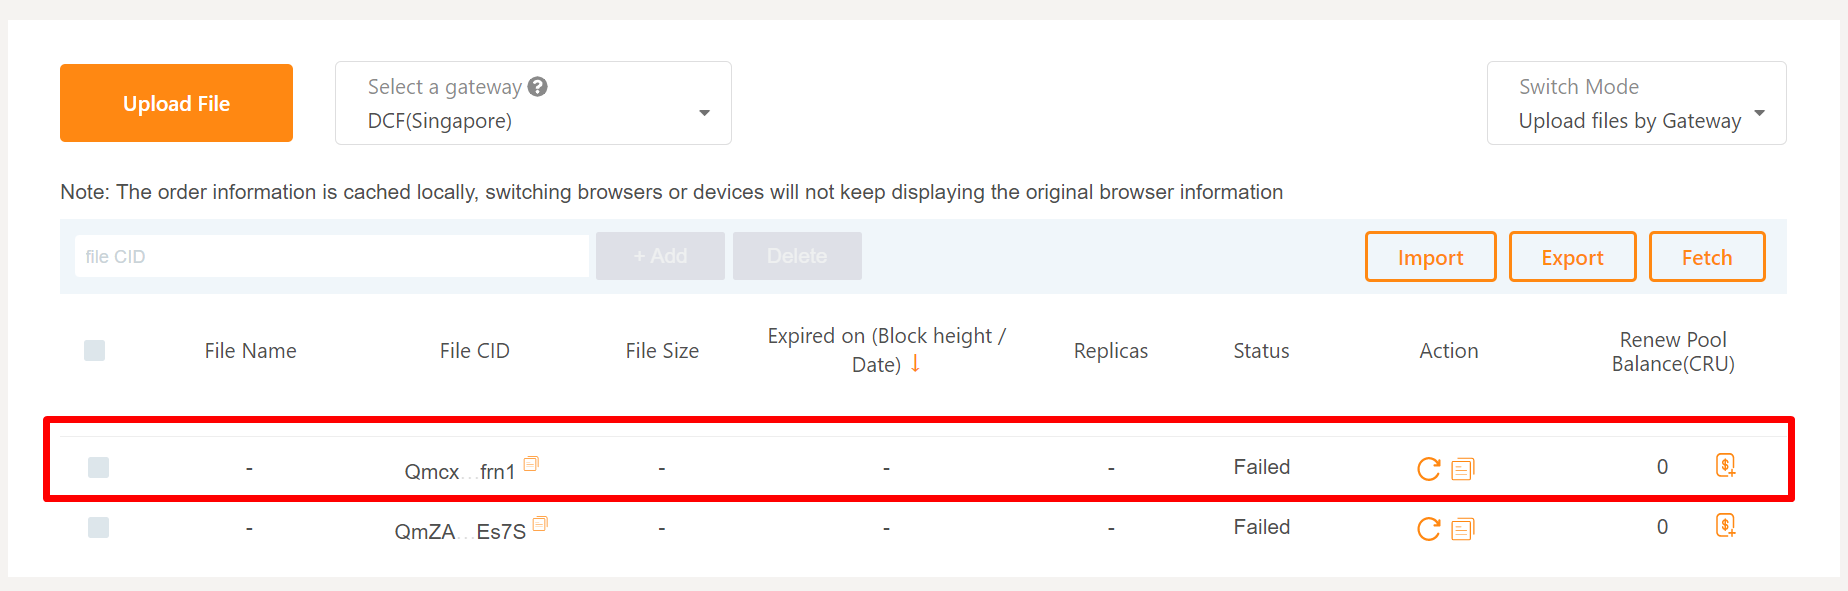 Upload File
Select a gateway ?
DCF(Singapore)
Switch Mode
Upload files by Gateway
Note: The order information is cached locally, switching browsers or devices will not keep displaying the original browser information
file CID
+ Add
Delete
Import
Export
Fetch
File Name
File CID
File Size
Expired on (Block height /
Date) ↓
Replicas
Status
Action
Renew Pool
Balance(CRU)
- Qmcx...frn1 - - - Failed 0
- QmZA...Es7S - - - Failed 0